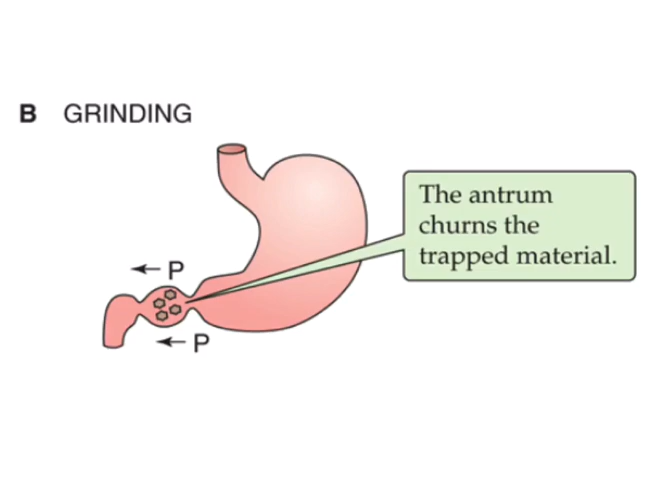 B GRINDING
The antrum
churns the
trapped material.
← P
← P